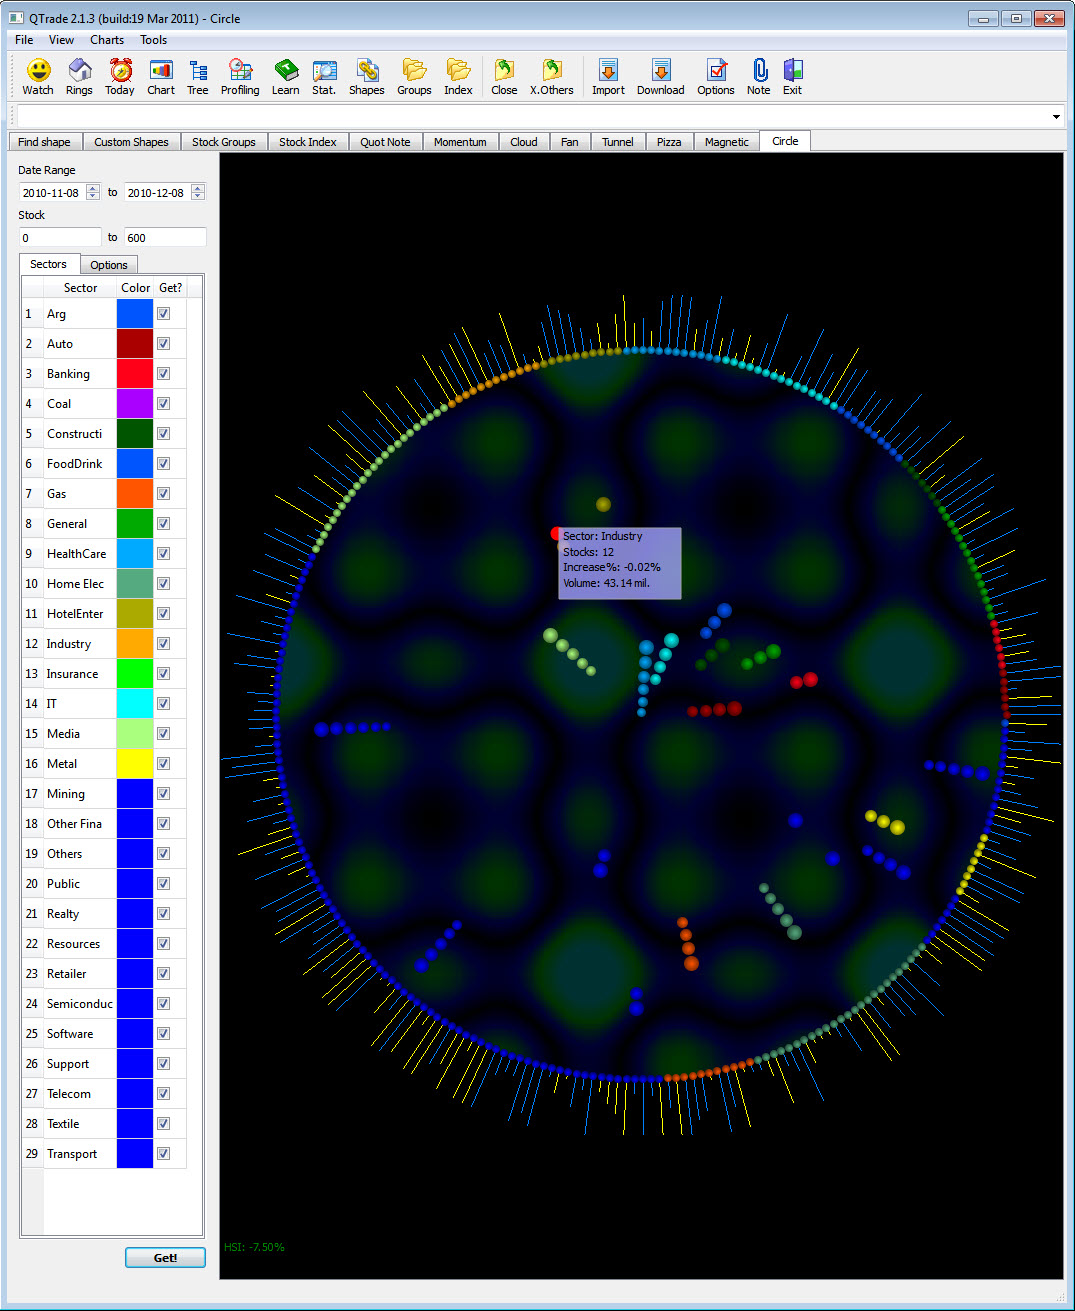 QTrade 2.1.3 (build:19 Mar 2011) - Circle
File View Charts Tools
Watch Rings Today Chart Tree Profiling Learn Stat. Shapes Groups Index Close X.Others Import Download Options Note Exit
Find shape Custom Shapes Stock Groups Stock Index Quot Note Momentum Cloud Fan Tunnel Pizza Magnetic Circle
Date Range
2010-11-08 to 2010-12-08
Stock
0 to 600
Sectors Options
Sector Color Get?
1 Arg
2 Auto
3 Banking
4 Coal
5 Constructi
6 FoodDrink
7 Gas
8 General
9 HealthCare
10 Home Elec
11 HotelEnter
12 Industry
13 Insurance
14 IT
15 Media
16 Metal
17 Mining
18 Other Fina
19 Others
20 Public
21 Realty
22 Resources
23 Retailer
24 Semiconduc
25 Software
26 Support
27 Telecom
28 Textile
29 Transport
Get!
Sector: Industry
Stocks: 12
Increase%: -0.02%
Volume: 43.14 mil.
HSI: -7.50%